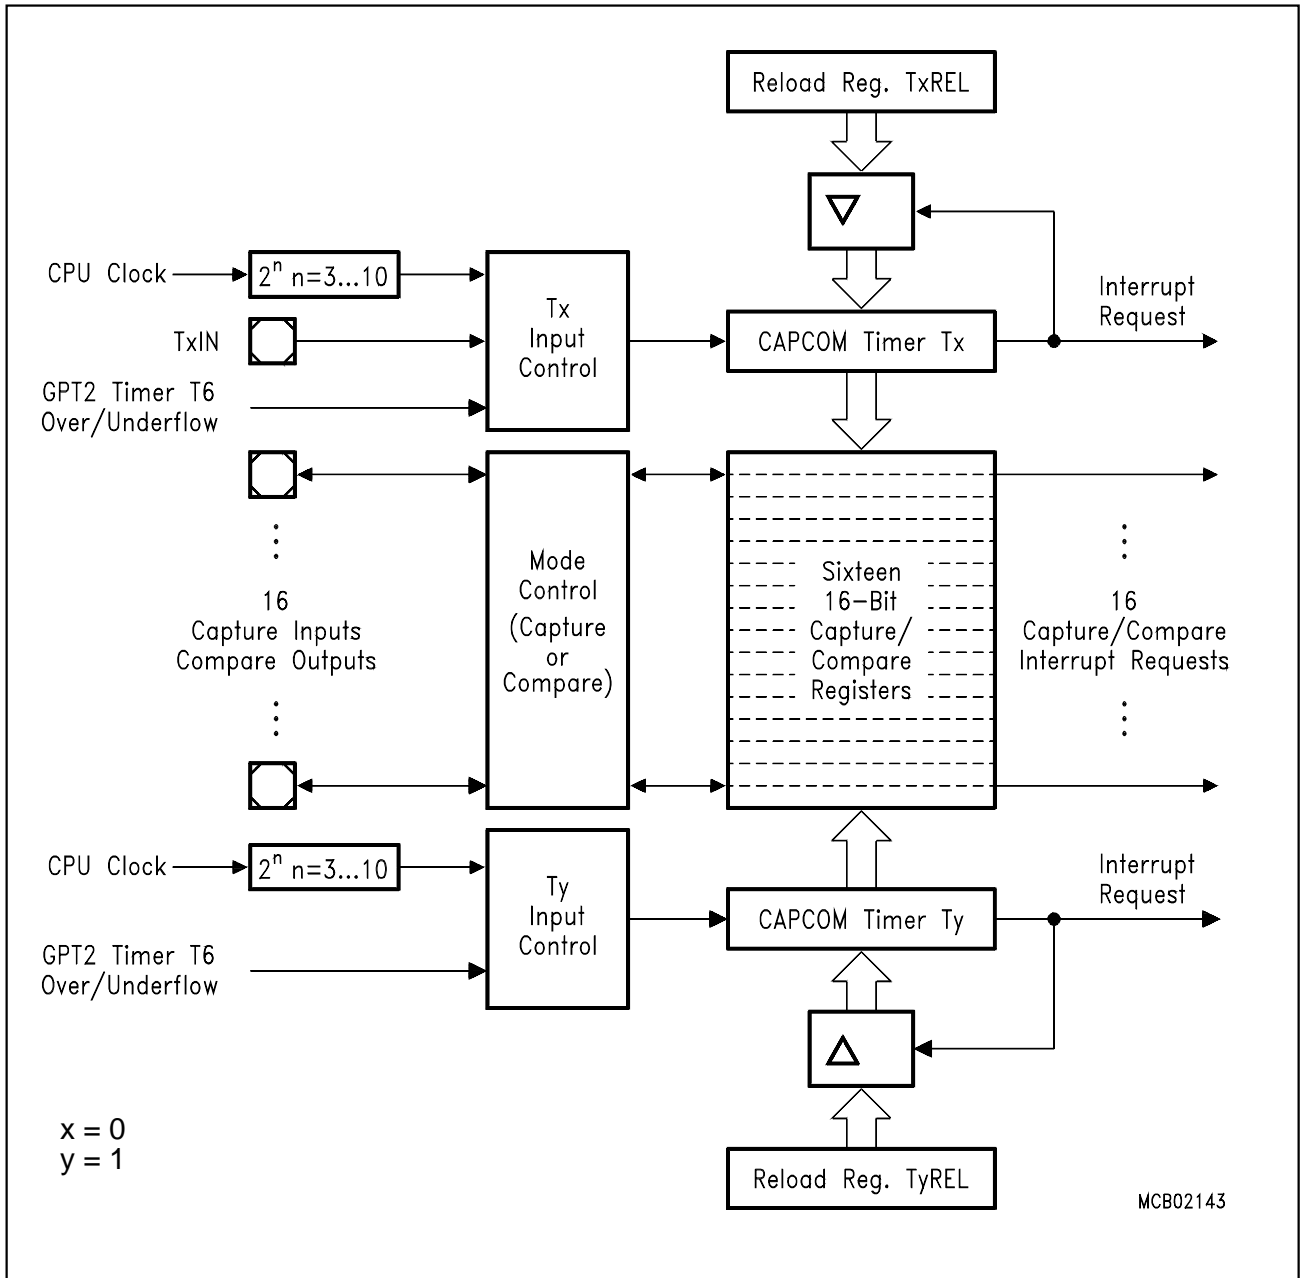 Reload Reg. TxREL
CPU Clock
2ⁿ n=3...10
Tx
Input
Control
TxIN
GPT2 Timer T6
Over/Underflow
CAPCOM Timer Tx
Interrupt
Request
16
Capture Inputs
Compare Outputs
Mode
Control
(Capture
or
Compare)
Sixteen
16-Bit
Capture/
Compare
Registers
16
Capture/Compare
Interrupt Requests
CPU Clock
2ⁿ n=3...10
Ty
Input
Control
GPT2 Timer T6
Over/Underflow
CAPCOM Timer Ty
Interrupt
Request
x = 0
y = 1
Reload Reg. TyREL
MCB02143